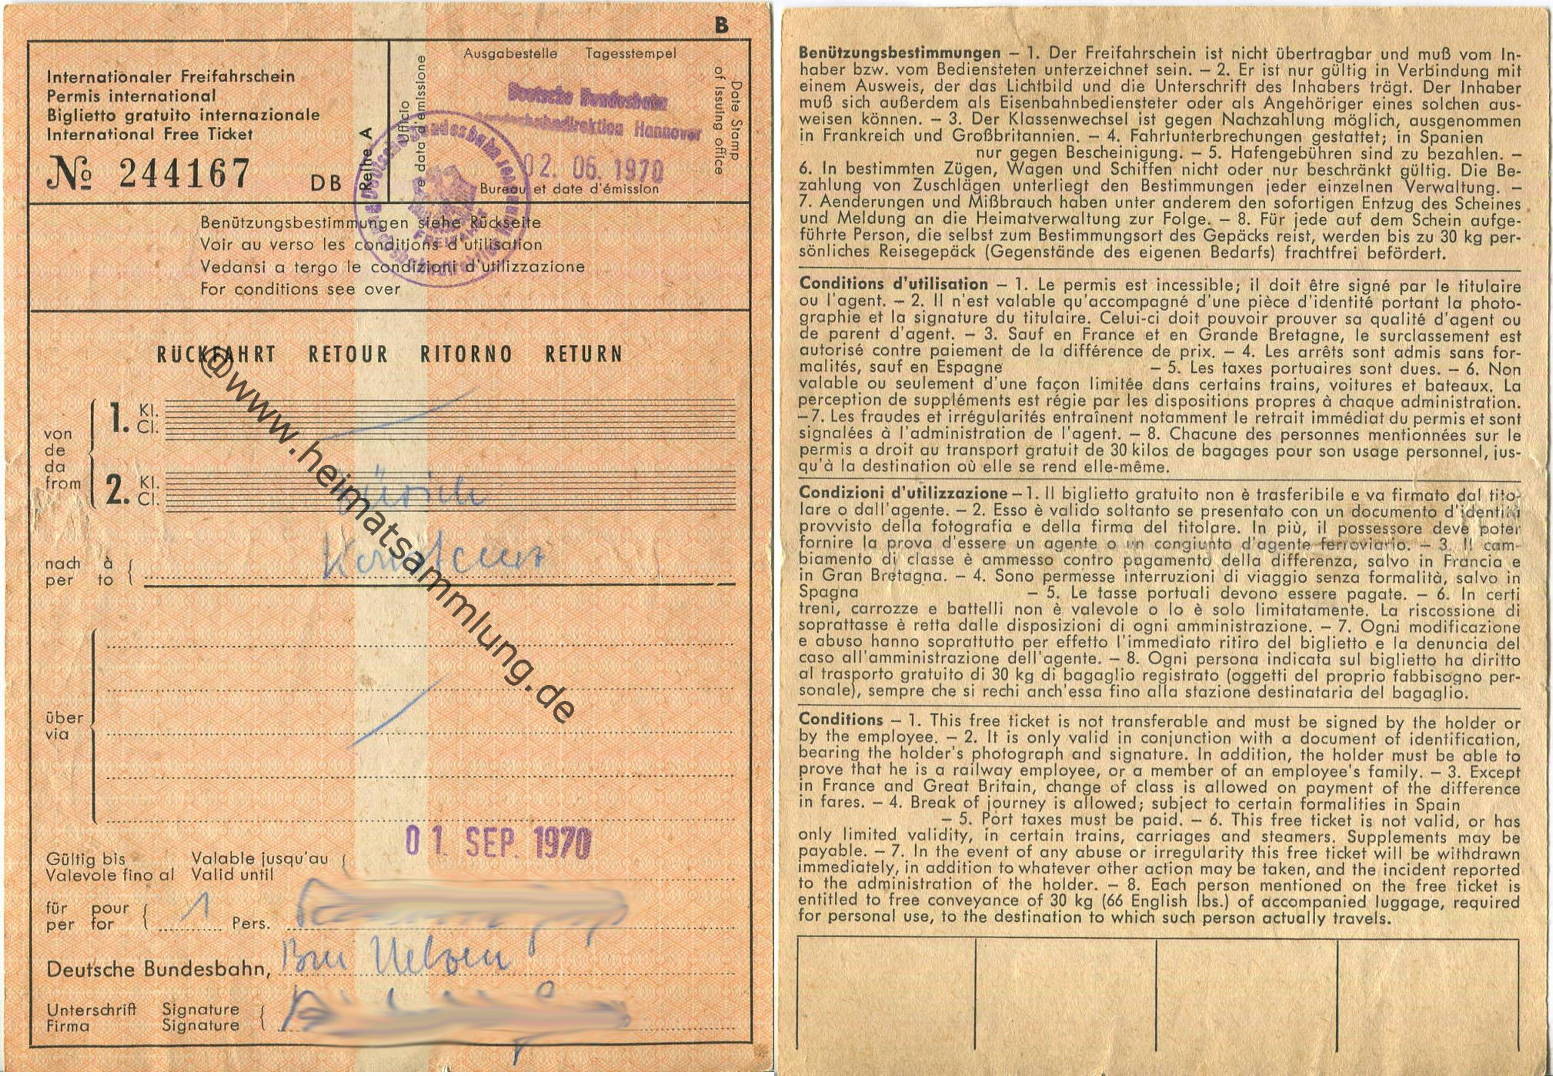 B
Internationaler Freifahrschein
Permis international
Biglietto gratuito internazionale
International Free Ticket
№ 244167
DB
Reihe A
Ufficio
e data d'emissione
Ausgabestelle Tagesstempel
Deutsche Bundesbahn
Bundesbahndirektion Hannover
02. 06. 1970
Bureau et date d'émission
Date Stamp
of Issuing office
Benützungsbestimmungen siehe Rückseite
Voir au verso les conditions d'utilisation
Vedansi a tergo le condizioni d'utilizzazione
For conditions see over
RÜCKFAHRT RETOUR RITORNO RETURN
@www.heimatsammlung.de
von
de
da
from
1. Kl.
Cl.
2. Kl.
Cl.
Zürich
nach à
per to
Konstanz
über
via
01. SEP. 1970
Gültig bis Valable jusqu'au
Valevole fino al Valid until
für pour
per for
1 Pers.
Deutsche Bundesbahn, Bm Uelzen
Unterschrift Signature
Firma Signature
Benützungsbestimmungen – 1. Der Freifahrschein ist nicht übertragbar und muß vom In-
haber bzw. vom Bediensteten unterzeichnet sein. – 2. Er ist nur gültig in Verbindung mit
einem Ausweis, der das Lichtbild und die Unterschrift des Inhabers trägt. Der Inhaber
muß sich außerdem als Eisenbahnbediensteter oder als Angehöriger eines solchen aus-
weisen können. – 3. Der Klassenwechsel ist gegen Nachzahlung möglich, ausgenommen
in Frankreich und Großbritannien. – 4. Fahrtunterbrechungen gestattet; in Spanien
nur gegen Bescheinigung. – 5. Hafengebühren sind zu bezahlen. –
6. In bestimmten Zügen, Wagen und Schiffen nicht oder nur beschränkt gültig. Die Be-
zahlung von Zuschlägen unterliegt den Bestimmungen jeder einzelnen Verwaltung. –
7. Aenderungen und Mißbrauch haben unter anderem den sofortigen Entzug des Scheines
und Meldung an die Heimatverwaltung zur Folge. – 8. Für jede auf dem Schein aufge-
führte Person, die selbst zum Bestimmungsort des Gepäcks reist, werden bis zu 30 kg per-
sönliches Reisegepäck (Gegenstände des eigenen Bedarfs) frachtfrei befördert.
Conditions d'utilisation – 1. Le permis est incessible; il doit être signé par le titulaire
ou l'agent. – 2. Il n'est valable qu'accompagné d'une pièce d'identité portant la photo-
graphie et la signature du titulaire. Celui-ci doit pouvoir prouver sa qualité d'agent ou
de parent d'agent. – 3. Sauf en France et en Grande Bretagne, le surclassement est
autorisé contre paiement de la différence de prix. – 4. Les arrêts sont admis sans for-
malités, sauf en Espagne – 5. Les taxes portuaires sont dues. – 6. Non
valable ou seulement d'une façon limitée dans certains trains, voitures et bateaux. La
perception de suppléments est régie par les dispositions propres à chaque administration.
– 7. Les fraudes et irrégularités entraînent notamment le retrait immédiat du permis et sont
signalées à l'administration de l'agent. – 8. Chacune des personnes mentionnées sur le
permis a droit au transport gratuit de 30 kilos de bagages pour son usage personnel, jus-
qu'à la destination où elle se rend elle-même.
Condizioni d'utilizzazione – 1. Il biglietto gratuito non è trasferibile e va firmato dal tito-
lare o dall'agente. – 2. Esso è valido soltanto se presentato con un documento d'identità
provvisto della fotografia e della firma del titolare. In più, il possessore deve poter
fornire la prova d'essere un agente o un congiunto d'agente ferroviario. – 3. Il cam-
biamento di classe è ammesso contro pagamento della differenza, salvo in Francia e
in Gran Bretagna. – 4. Sono permesse interruzioni di viaggio senza formalità, salvo in
Spagna – 5. Le tasse portuali devono essere pagate. – 6. In certi
treni, carrozze e battelli non è valevole o lo è solo limitatamente. La riscossione di
soprattasse è retta dalle disposizioni di ogni amministrazione. – 7. Ogni modificazione
e abuso hanno soprattutto per effetto l'immediato ritiro del biglietto e la denuncia del
caso all'amministrazione dell'agente. – 8. Ogni persona indicata sul biglietto ha diritto
al trasporto gratuito di 30 kg di bagaglio registrato (oggetti del proprio fabbisogno per-
sonale), sempre che si rechi anch'essa fino alla stazione destinataria del bagaglio.
Conditions – 1. This free ticket is not transferable and must be signed by the holder or
by the employee. – 2. It is only valid in conjunction with a document of identification,
bearing the holder's photograph and signature. In addition, the holder must be able to
prove that he is a railway employee, or a member of an employee's family. – 3. Except
in France and Great Britain, change of class is allowed on payment of the difference
in fares. – 4. Break of journey is allowed; subject to certain formalities in Spain
– 5. Port taxes must be paid. – 6. This free ticket is not valid, or has
only limited validity, in certain trains, carriages and steamers. Supplements may be
payable. – 7. In the event of any abuse or irregularity this free ticket will be withdrawn
immediately, in addition to whatever other action may be taken, and the incident reported
to the administration of the holder. – 8. Each person mentioned on the free ticket is
entitled to free conveyance of 30 kg (66 English lbs.) of accompanied luggage, required
for personal use, to the destination to which such person actually travels.